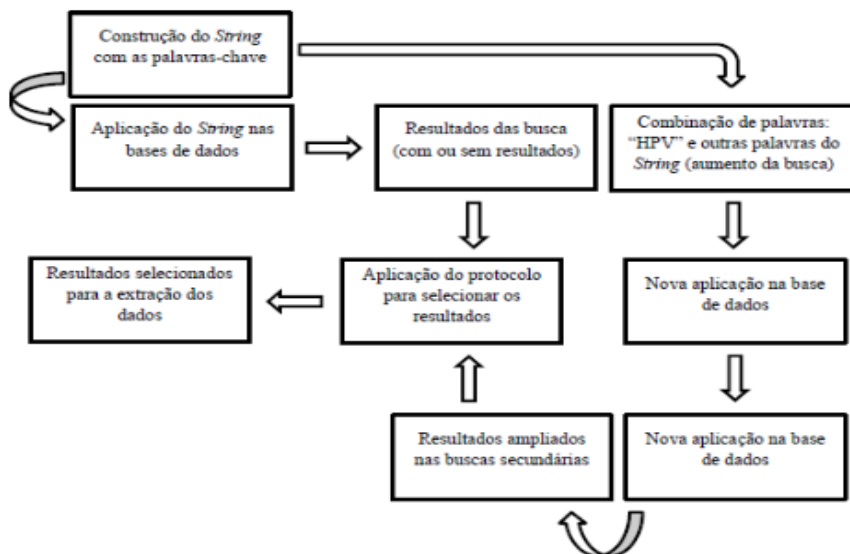 Construção do String
com as palavras-chave
Aplicação do String nas
bases de dados
Resultados das busca
(com ou sem resultados)
Combinação de palavras:
“HPV” e outras palavras do
String (aumento da busca)
Resultados selecionados
para a extração dos
dados
Aplicação do protocolo
para selecionar os
resultados
Nova aplicação na base
de dados
Resultados ampliados
nas buscas secundárias
Nova aplicação na base
de dados